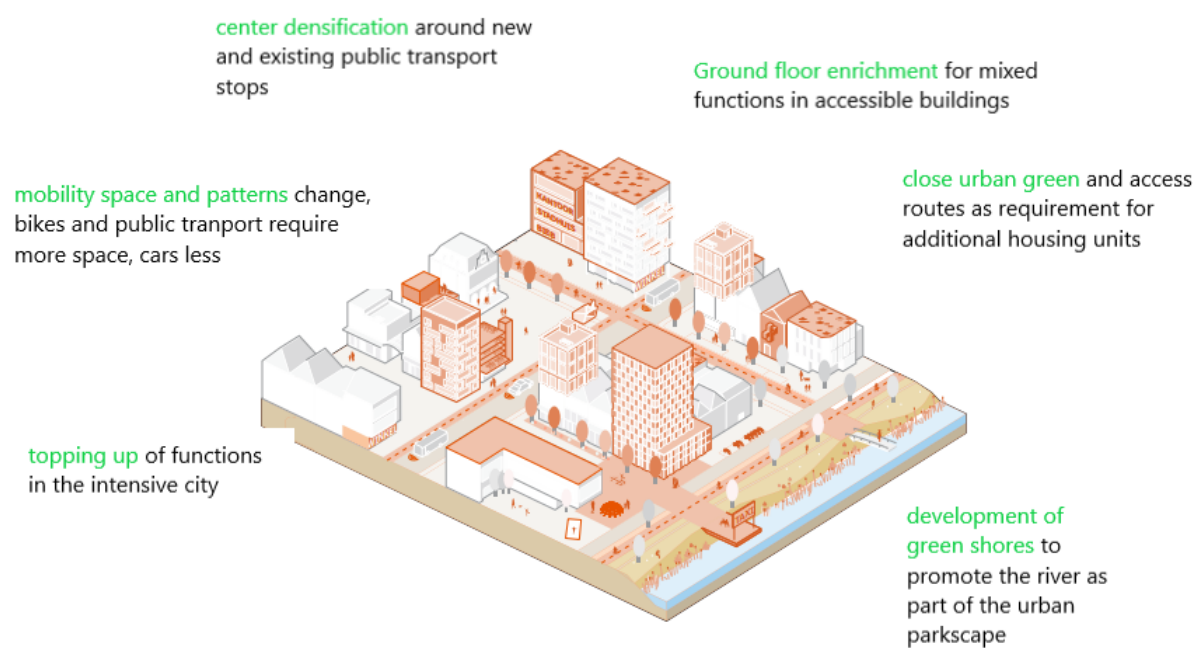 center densification around new
and existing public transport
stops
Ground floor enrichment for mixed
functions in accessible buildings
mobility space and patterns change,
bikes and public tranport require
more space, cars less
close urban green and access
routes as requirement for
additional housing units
KANTOOR
STADHUIS
BIEB
WINKEL
WINKEL
topping up of functions
in the intensive city
TAXI
development of
green shores to
promote the river as
part of the urban
parkscape